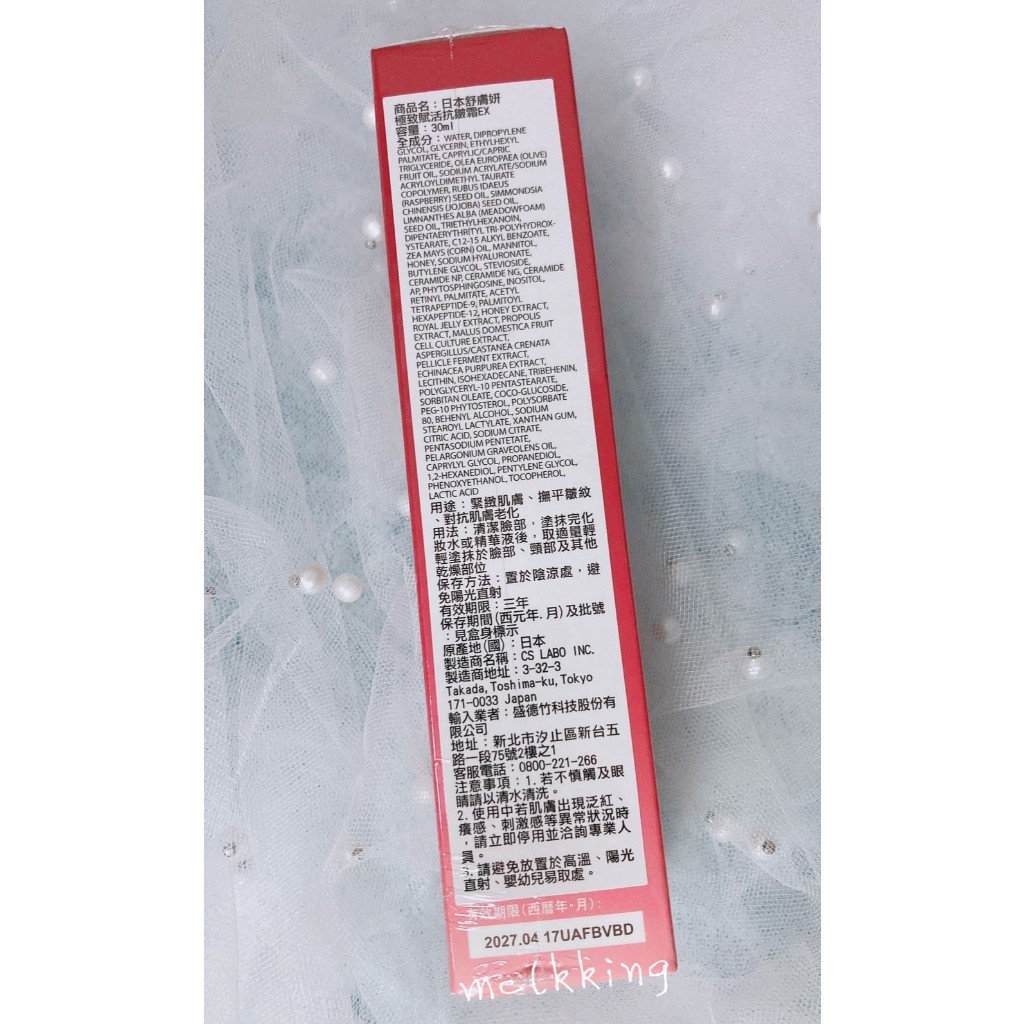 商品名：日本舒膚妍
極致賦活抗皺霜EX
容量：30ml
全成分：WATER, DIPROPYLENE
GLYCOL, GLYCERIN, ETHYLHEXYL
PALMITATE, CAPRYLIC/CAPRIC
TRIGLYCERIDE, OLEA EUROPAEA (OLIVE)
FRUIT OIL, SODIUM ACRYLATE/SODIUM
ACRYLOYLDIMETHYL TAURATE
COPOLYMER, RUBUS IDAEUS
(RASPBERRY) SEED OIL, SIMMONDSIA
CHINENSIS (JOJOBA) SEED OIL,
LIMNANTHES ALBA (MEADOWFOAM)
SEED OIL, TRIETHYLHEXANOIN,
DIPENTAERYTHRITYL TRI-POLYHYDROX-
YSTEARATE, C12-15 ALKYL BENZOATE,
ZEA MAYS (CORN) OIL, MANNITOL,
HONEY, SODIUM HYALURONATE,
BUTYLENE GLYCOL, STEVIOSIDE,
CERAMIDE NP, CERAMIDE NG, CERAMIDE
AP, PHYTOSPHINGOSINE, INOSITOL,
RETINYL PALMITATE, ACETYL
TETRAPEPTIDE-9, PALMITOYL
HEXAPEPTIDE-12, HONEY EXTRACT,
ROYAL JELLY EXTRACT, PROPOLIS
EXTRACT, MALUS DOMESTICA FRUIT
CELL CULTURE EXTRACT,
ASPERGILLUS/CASTANEA CRENATA
PELLICLE FERMENT EXTRACT,
ECHINACEA PURPUREA EXTRACT,
LECITHIN, ISOHEXADECANE, TRIBEHENIN,
POLYGLYCERYL-10 PENTASTEARATE,
SORBITAN OLEATE, COCO-GLUCOSIDE,
PEG-10 PHYTOSTEROL, POLYSORBATE
80, BEHENYL ALCOHOL, SODIUM
STEAROYL LACTYLATE, XANTHAN GUM,
CITRIC ACID, SODIUM CITRATE,
PENTASODIUM PENTETATE,
PELARGONIUM GRAVEOLENS OIL,
CAPRYLYL GLYCOL, PROPANEDIOL,
1,2-HEXANEDIOL, PENTYLENE GLYCOL,
PHENOXYETHANOL, TOCOPHEROL,
LACTIC ACID
用途：緊緻肌膚、撫平皺紋
、對抗肌膚老化
用法：清潔臉部，塗抹完化
妝水或精華液後，取適量輕
輕塗抹於臉部、頸部及其他
乾燥部位
保存方法：置於陰涼處，避
免陽光直射
有效期限：三年
保存期間(西元年.月)及批號
：見盒身標示
原產地(國)：日本
製造商名稱：CS LABO INC.
製造商地址：3-32-3
Takada,Toshima-ku,Tokyo
171-0033 Japan
輸入業者：盛德竹科技股份有
限公司
地址：新北市汐止區新台五
路一段75號2樓之1
客服電話：0800-221-266
注意事項：1.若不慎觸及眼
睛請以清水清洗。
2.使用中若肌膚出現泛紅、
癢感、刺激感等異常狀況時
，請立即停用並洽詢專業人
員。
3.請避免放置於高溫、陽光
直射、嬰幼兒易取處。
有效期限(西曆年・月)：
2027.04 17UAFBVBD
melkking